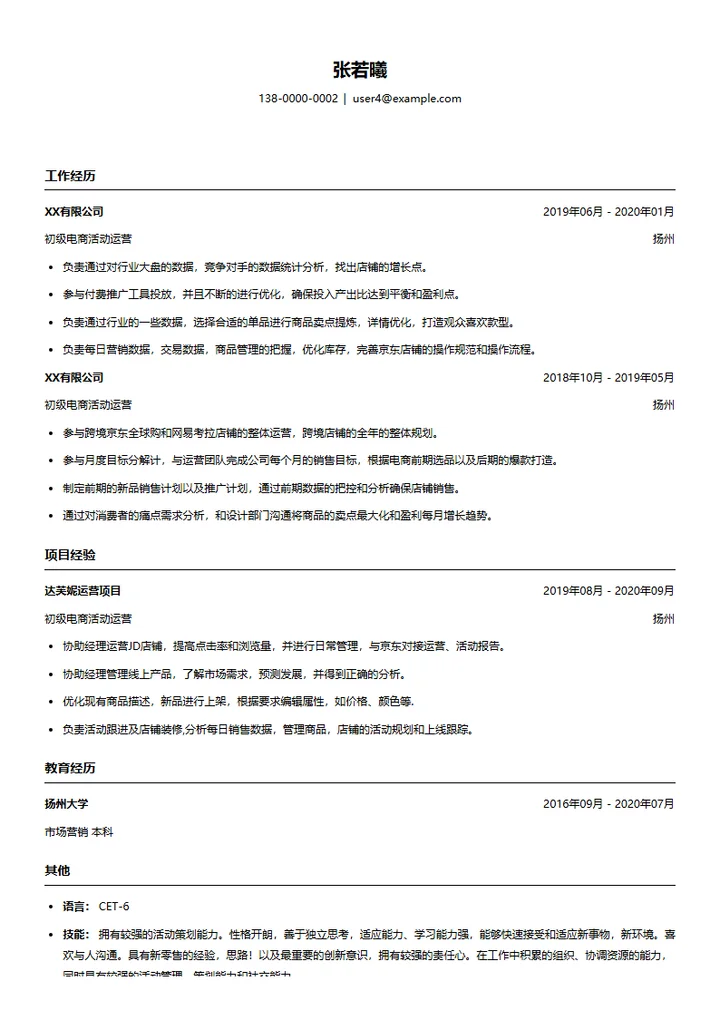 张若曦
138-0000-0002 | user4@example.com
工作经历
XX有限公司 2019年06月 - 2020年01月
初级电商活动运营 扬州
• 负责通过对行业大盘的数据，竞争对手的数据统计分析，找出店铺的增长点。
• 参与付费推广工具投放，并且不断的进行优化，确保投入产出比达到平衡和盈利点。
• 负责通过行业的一些数据，选择合适的单品进行商品卖点提炼，详情优化，打造观众喜欢款型。
• 负责每日营销数据，交易数据，商品管理的把握，优化库存，完善京东店铺的操作规范和操作流程。
XX有限公司 2018年10月 - 2019年05月
初级电商活动运营 扬州
• 参与跨境京东全球购和网易考拉店铺的整体运营，跨境店铺的全年的整体规划。
• 参与月度目标分解计，与运营团队完成公司每个月的销售目标，根据电商前期选品以及后期的爆款打造。
• 制定前期的新品销售计划以及推广计划，通过前期数据的把控和分析确保店铺销售。
• 通过对消费者的痛点需求分析，和设计部门沟通将商品的卖点最大化和盈利每月增长趋势。
项目经验
达芙妮运营项目 2019年08月 - 2020年09月
初级电商活动运营 扬州
• 协助经理运营JD店铺，提高点击率和浏览量，并进行日常管理，与京东对接运营、活动报告。
• 协助经理管理线上产品，了解市场需求，预测发展，并得到正确的分析。
• 优化现有商品描述，新品进行上架，根据要求编辑属性，如价格、颜色等.
• 负责活动跟进及店铺装修,分析每日销售数据，管理商品，店铺的活动规划和上线跟踪。
教育经历
扬州大学 2016年09月 - 2020年07月
市场营销 本科
其他
• 语言： CET-6
• 技能： 拥有较强的活动策划能力。性格开朗，善于独立思考，适应能力、学习能力强，能够快速接受和适应新事物，新环境。喜
欢与人沟通。具有新零售的经验，思路！以及最重要的创新意识，拥有较强的责任心。在工作中积累的组织、协调资源的能力，
同时具有较强的活动管理、策划能力和社交能力